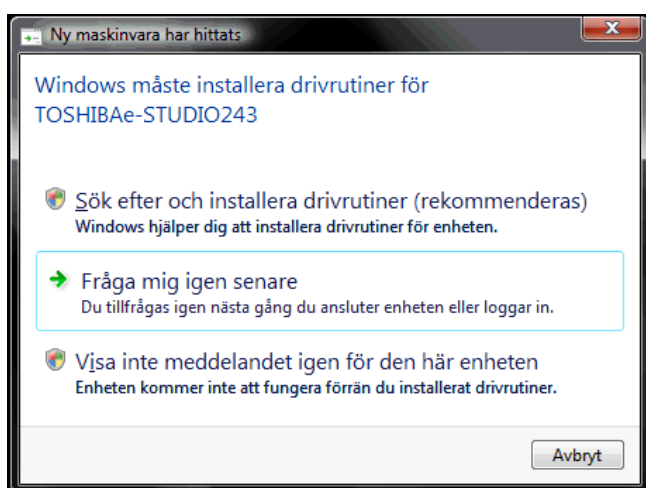 Ny maskinvara har hittats
Windows måste installera drivrutiner för
TOSHIBAe-STUDIO243
Sök efter och installera drivrutiner (rekommenderas)
Windows hjälper dig att installera drivrutiner för enheten.
Fråga mig igen senare
Du tillfrågas igen nästa gång du ansluter enheten eller loggar in.
Visa inte meddelandet igen för den här enheten
Enheten kommer inte att fungera förrän du installerat drivrutiner.
Avbryt